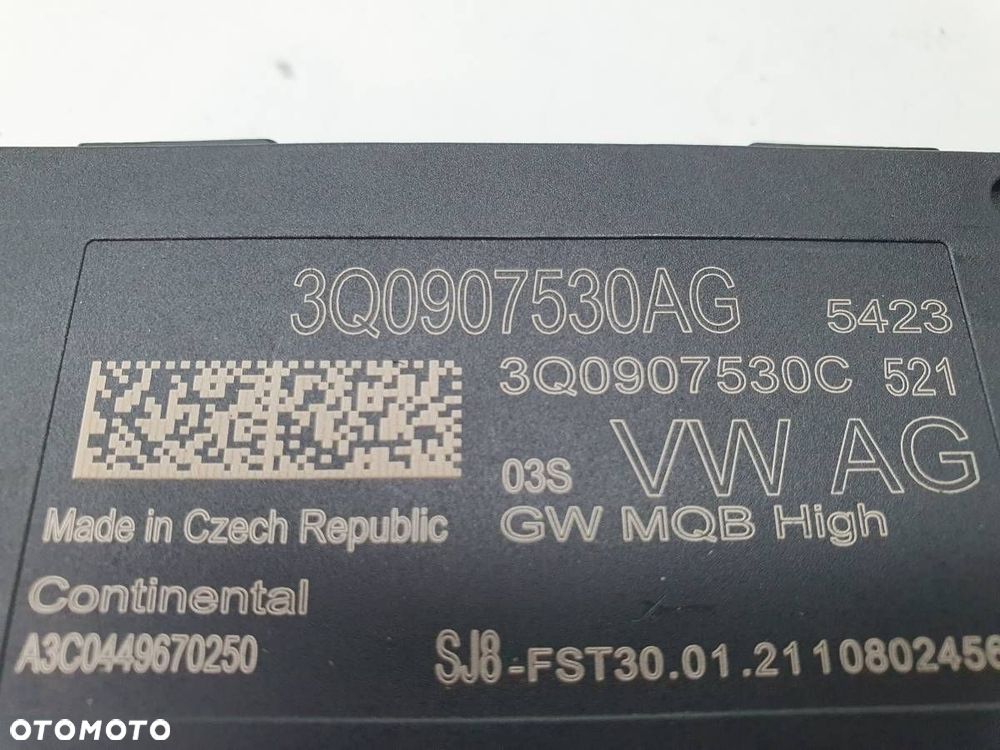 3Q0907530AG 5423
3Q0907530C 521
03S VW AG
Made in Czech Republic GW MQB High
Continental
A3C0449670250 SJ8-FST30.01.2110802456
OTOMOTO